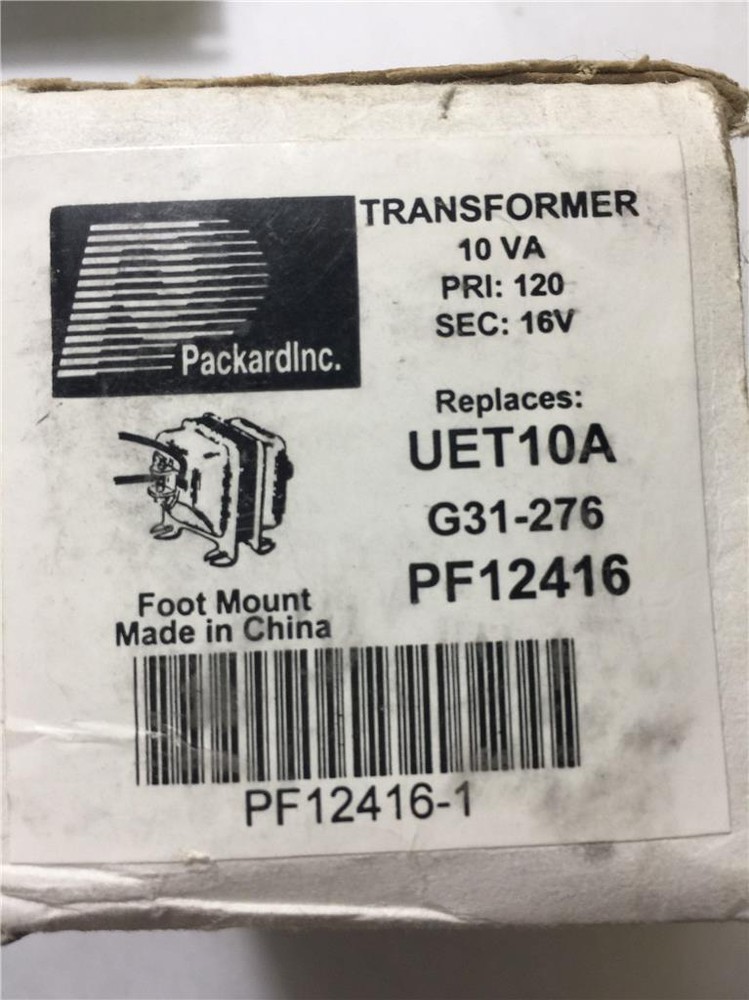 TRANSFORMER
10 VA
PRI: 120
SEC: 16V
PackardInc.
Replaces:
UET10A
G31-276
PF12416
Foot Mount
Made in China
PF12416-1